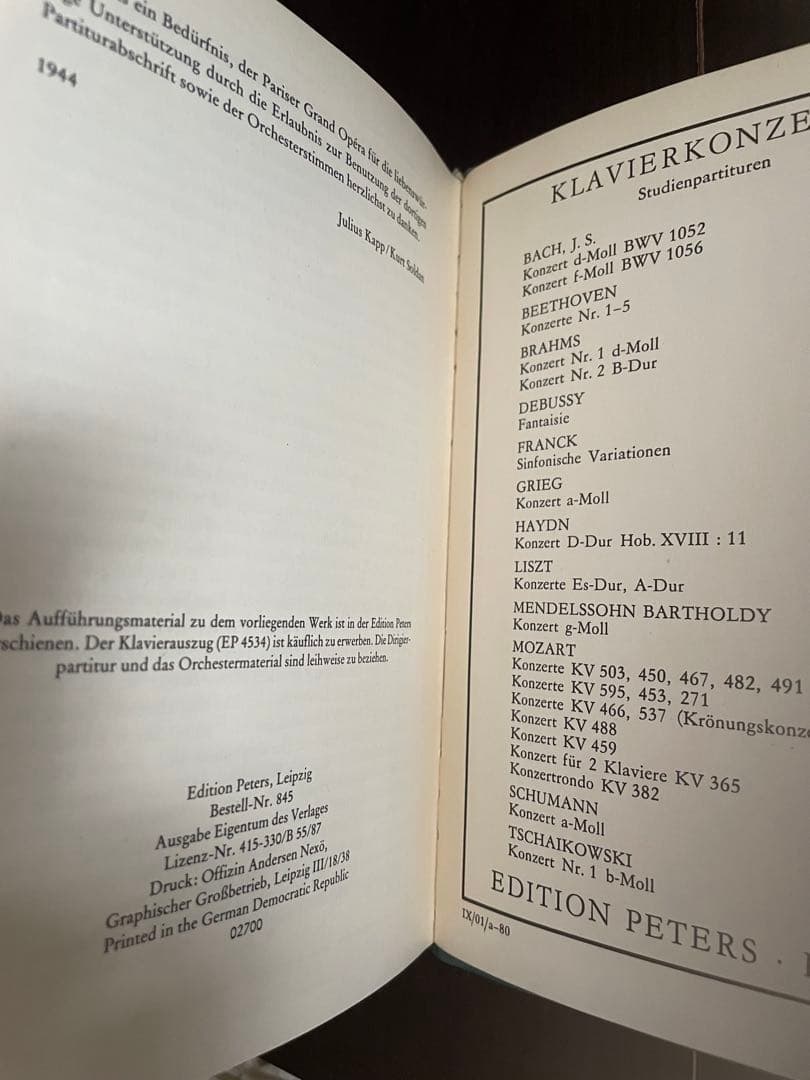 ein Bedürfnis, der Pariser Grand Opéra für die liebenswür-
Unterstützung durch die Erlaubnis zur Benutzung der dortigen
Partiturabschrift sowie der Orchesterstimmen herzlichst zu danken.
1944
Julius Kapp/Kurt Soldan
Das Aufführungsmaterial zu dem vorliegenden Werk ist in der Edition Peters
schienen. Der Klavierauszug (EP 4534) ist käuflich zu erwerben. Die Dirigier-
partitur und das Orchestermaterial sind leihweise zu beziehen.
Edition Peters, Leipzig
Bestell-Nr. 845
Ausgabe Eigentum des Verlages
Lizenz-Nr. 415-330/B 55/87
Druck: Offizin Andersen Nexö,
Graphischer Großbetrieb, Leipzig III/18/38
Printed in the German Democratic Republic
02700
KLAVIERKONZE
Studienpartituren
BACH, J. S.
Konzert d-Moll BWV 1052
Konzert f-Moll BWV 1056
BEETHOVEN
Konzerte Nr. 1–5
BRAHMS
Konzert Nr. 1 d-Moll
Konzert Nr. 2 B-Dur
DEBUSSY
Fantaisie
FRANCK
Sinfonische Variationen
GRIEG
Konzert a-Moll
HAYDN
Konzert D-Dur Hob. XVIII : 11
LISZT
Konzerte Es-Dur, A-Dur
MENDELSSOHN BARTHOLDY
Konzert g-Moll
MOZART
Konzerte KV 503, 450, 467, 482, 491
Konzerte KV 595, 453, 271
Konzerte KV 466, 537 (Krönungskonze
Konzert KV 488
Konzert KV 459
Konzert für 2 Klaviere KV 365
Konzertrondo KV 382
SCHUMANN
Konzert a-Moll
TSCHAIKOWSKI
Konzert Nr. 1 b-Moll
EDITION PETERS ·
IX/01/a–80